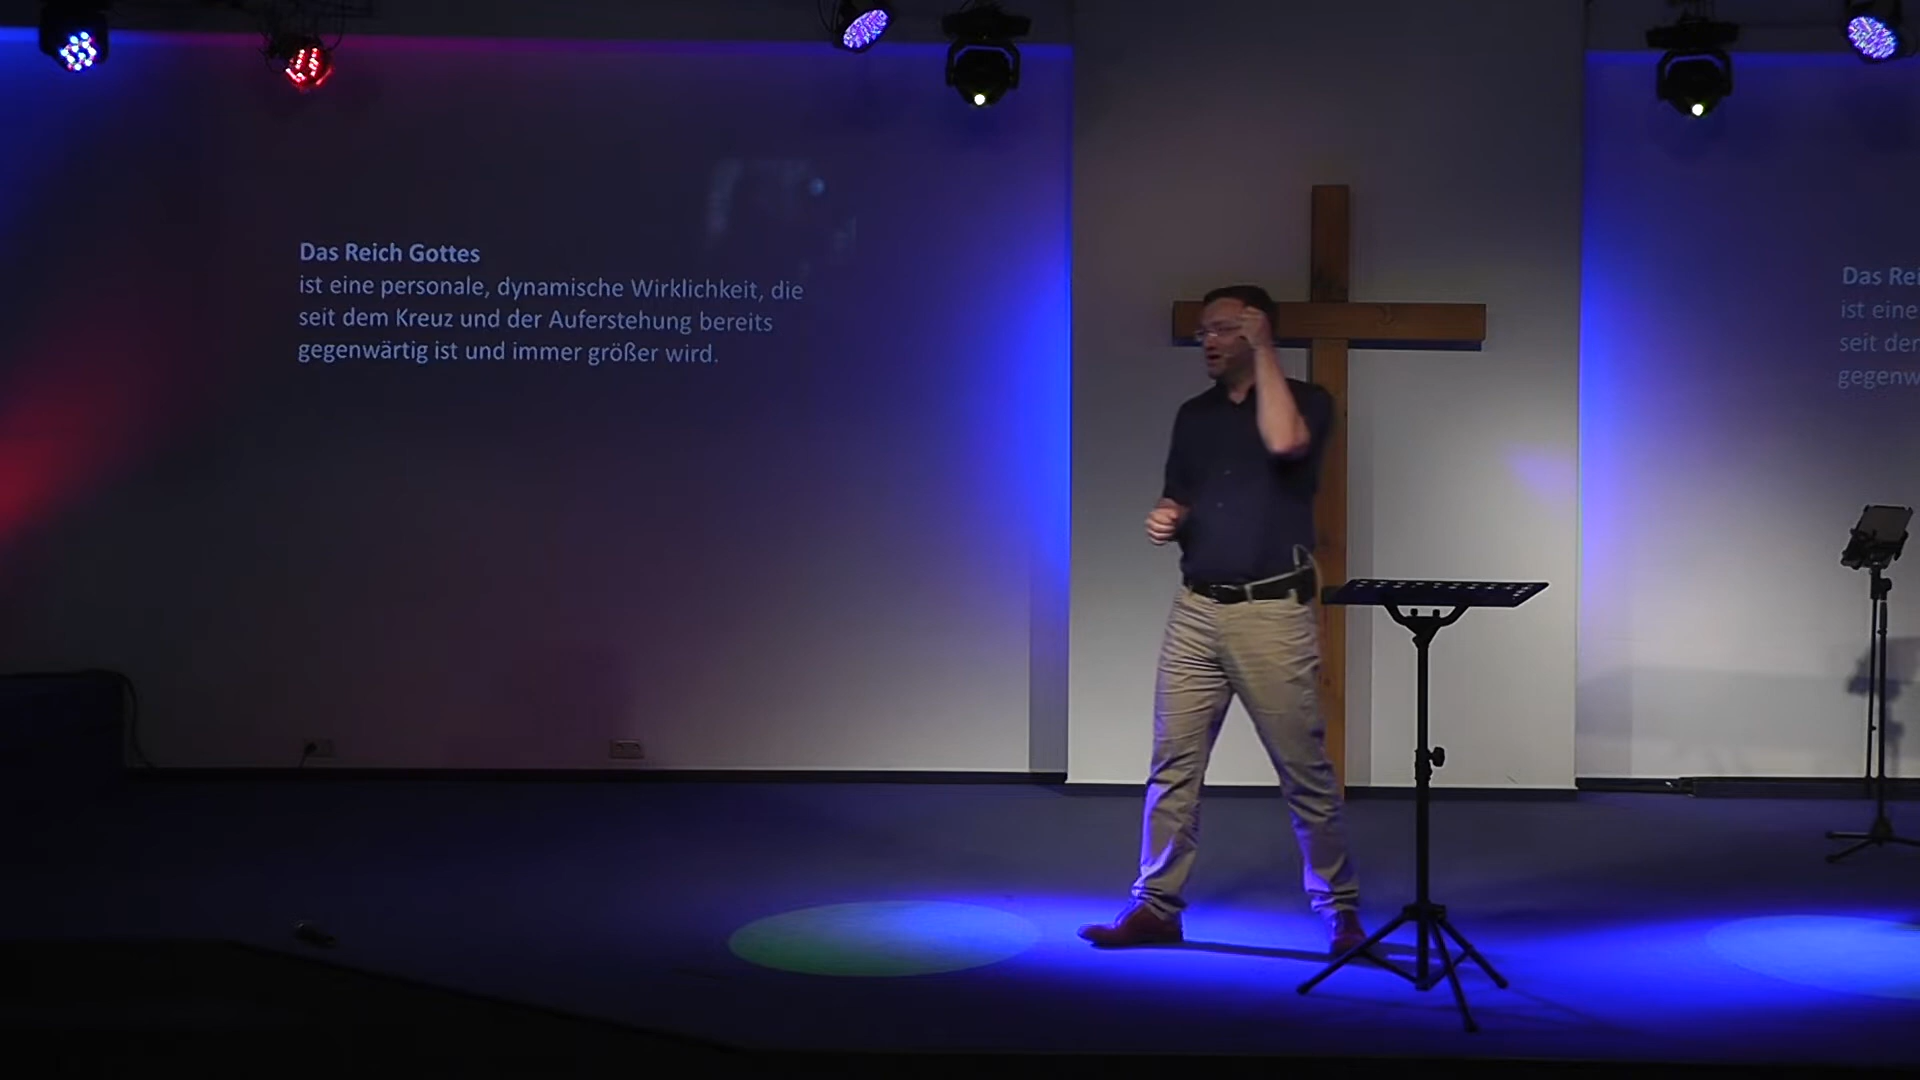 Das Reich Gottes
ist eine personale, dynamische Wirklichkeit, die
seit dem Kreuz und der Auferstehung bereits
gegenwärtig ist und immer größer wird.
Das Rei
ist eine
seit der
gegenw